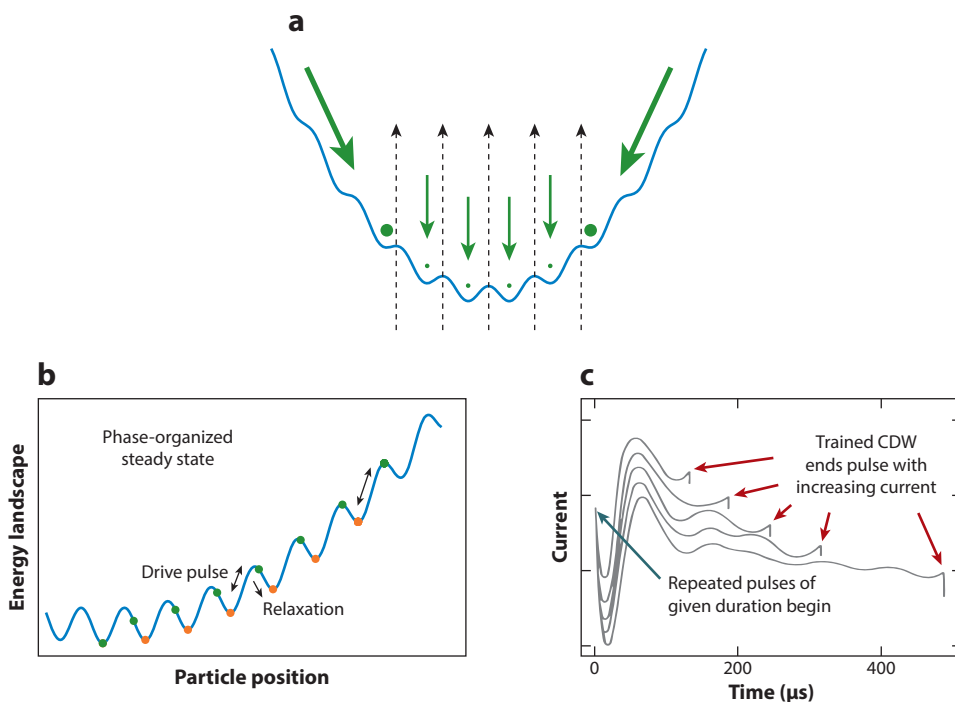 a
b
Phase-organized
steady state
Drive pulse
Relaxation
Energy landscape
Particle position
c
Trained CDW
ends pulse with
increasing current
Repeated pulses of
given duration begin
Current
0
200
400
Time (μs)